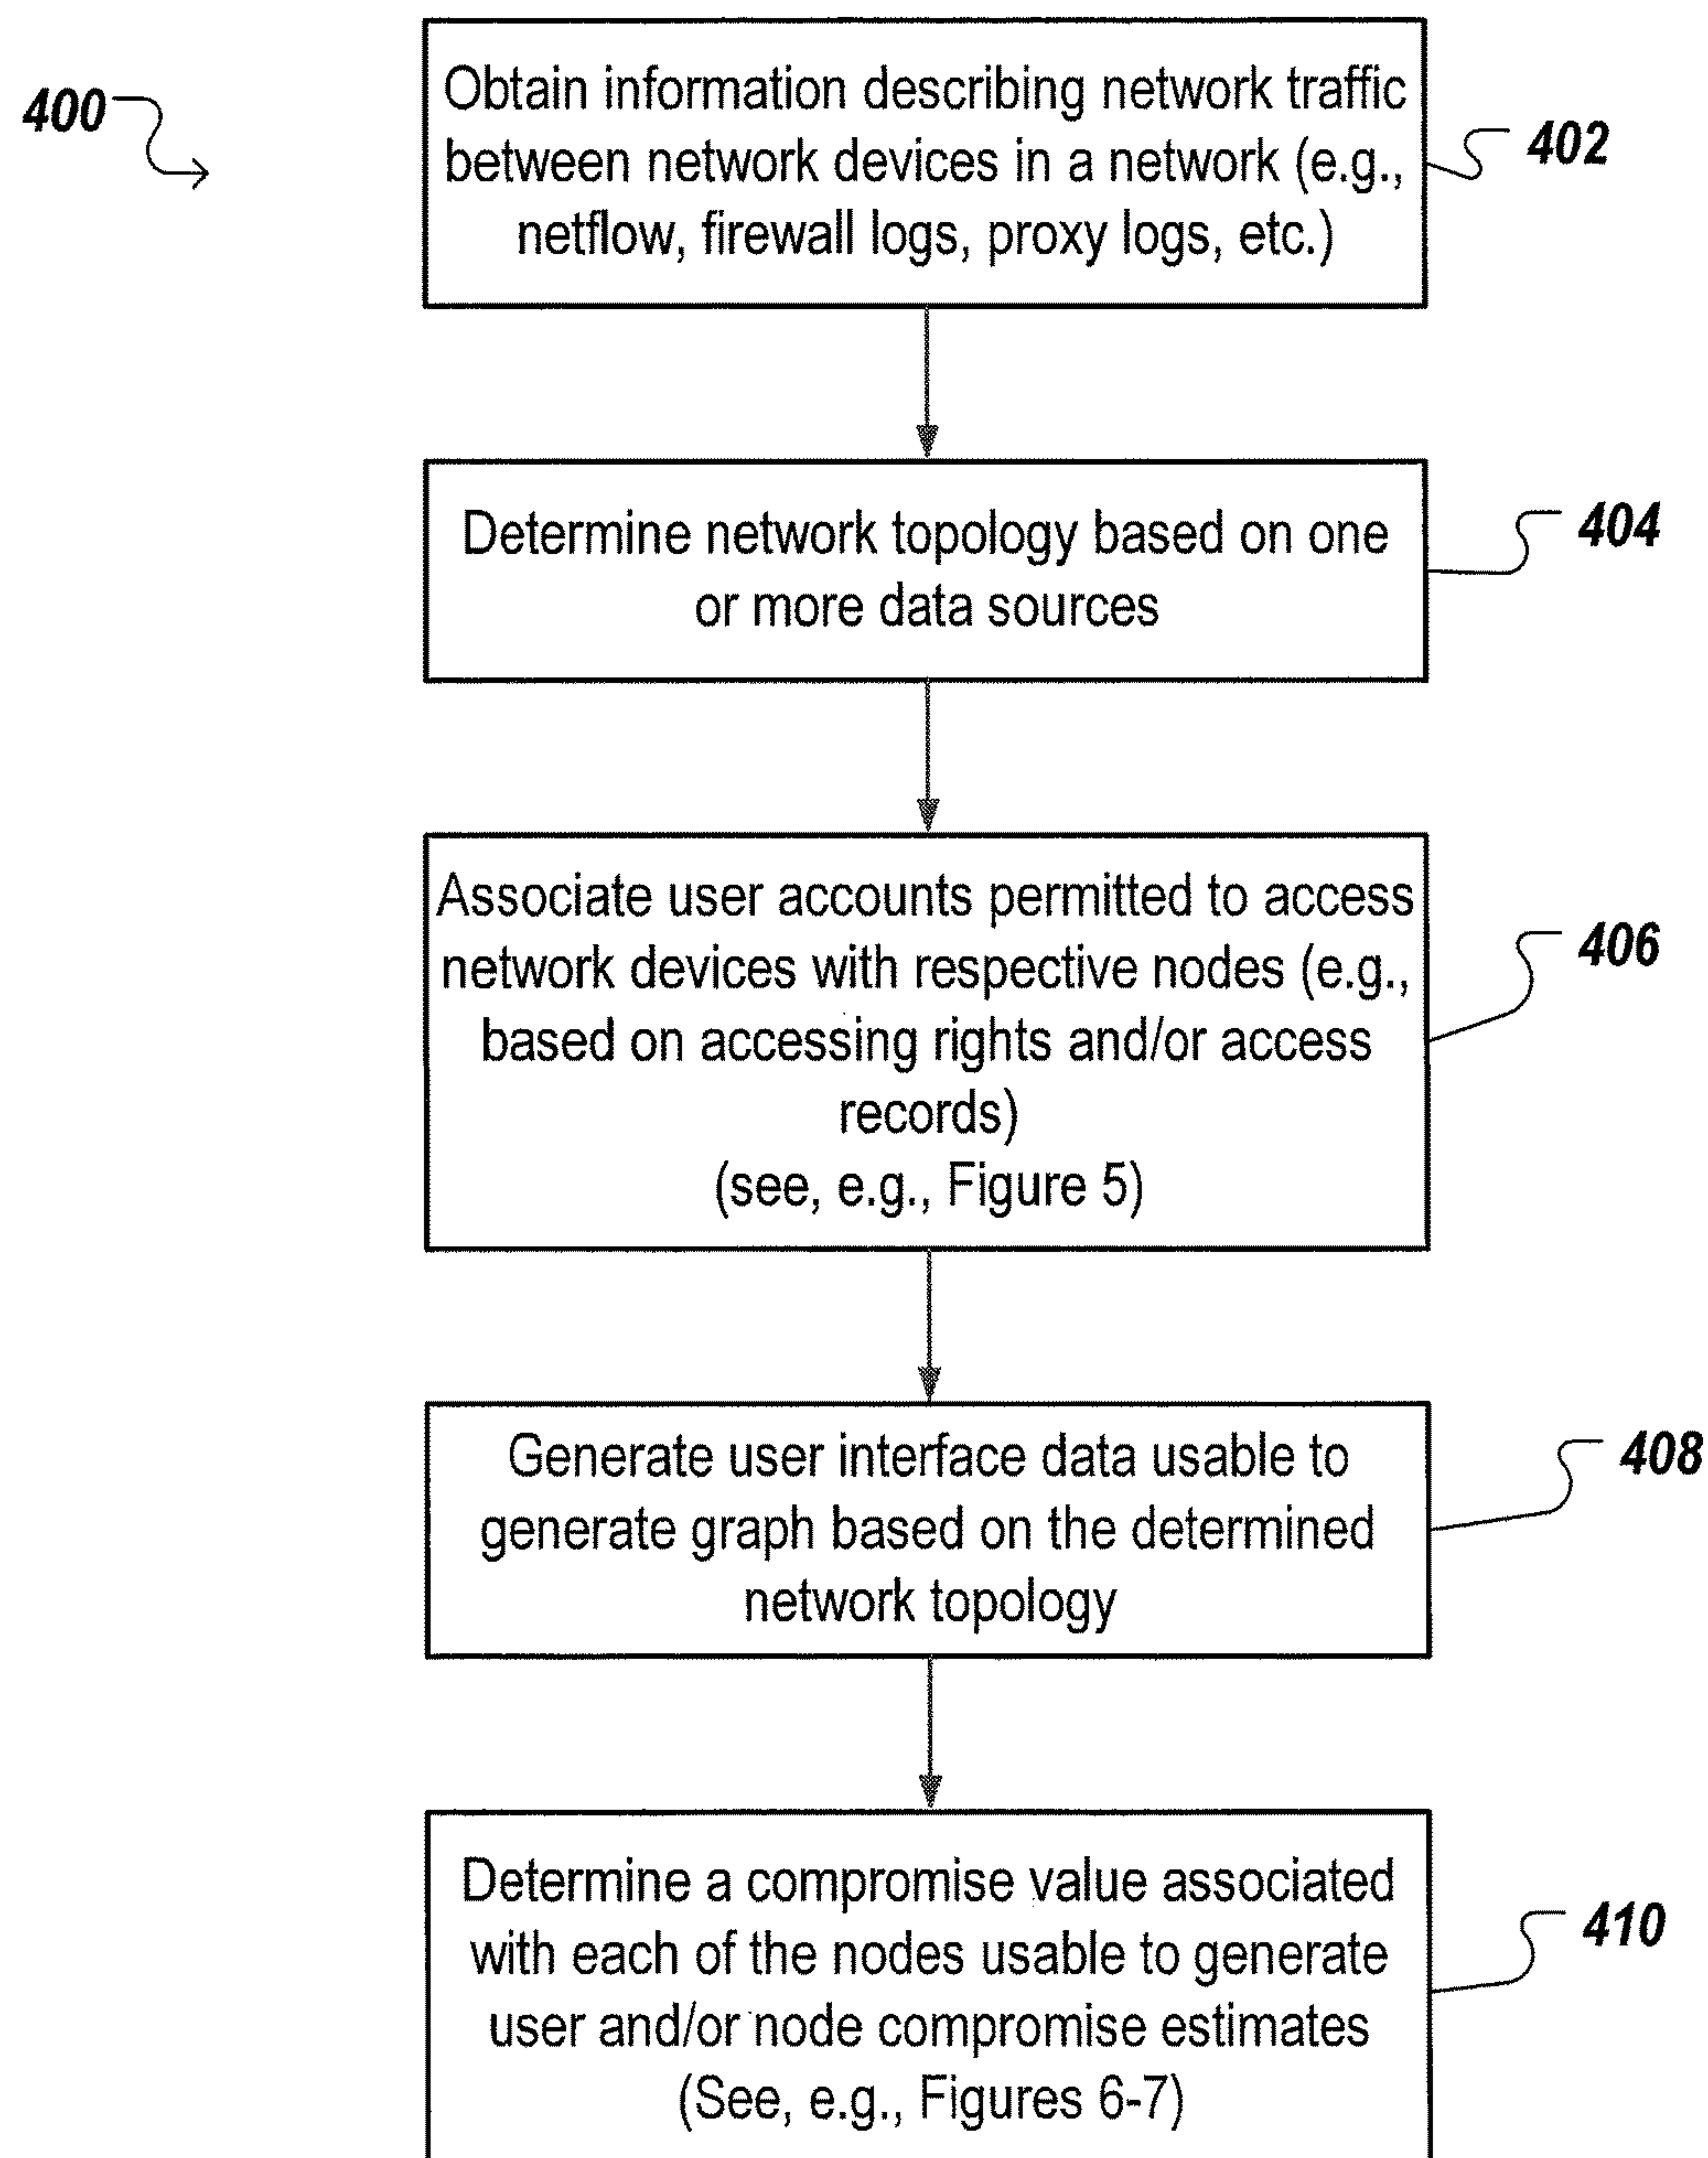 400
Obtain information describing network traffic
between network devices in a network (e.g.,
netflow, firewall logs, proxy logs, etc.)
402
Determine network topology based on one
or more data sources
404
Associate user accounts permitted to access
network devices with respective nodes (e.g.,
based on accessing rights and/or access
records)
(see, e.g., Figure 5)
406
Generate user interface data usable to
generate graph based on the determined
network topology
408
Determine a compromise value associated
with each of the nodes usable to generate
user and/or node compromise estimates
(See, e.g., Figures 6-7)
410